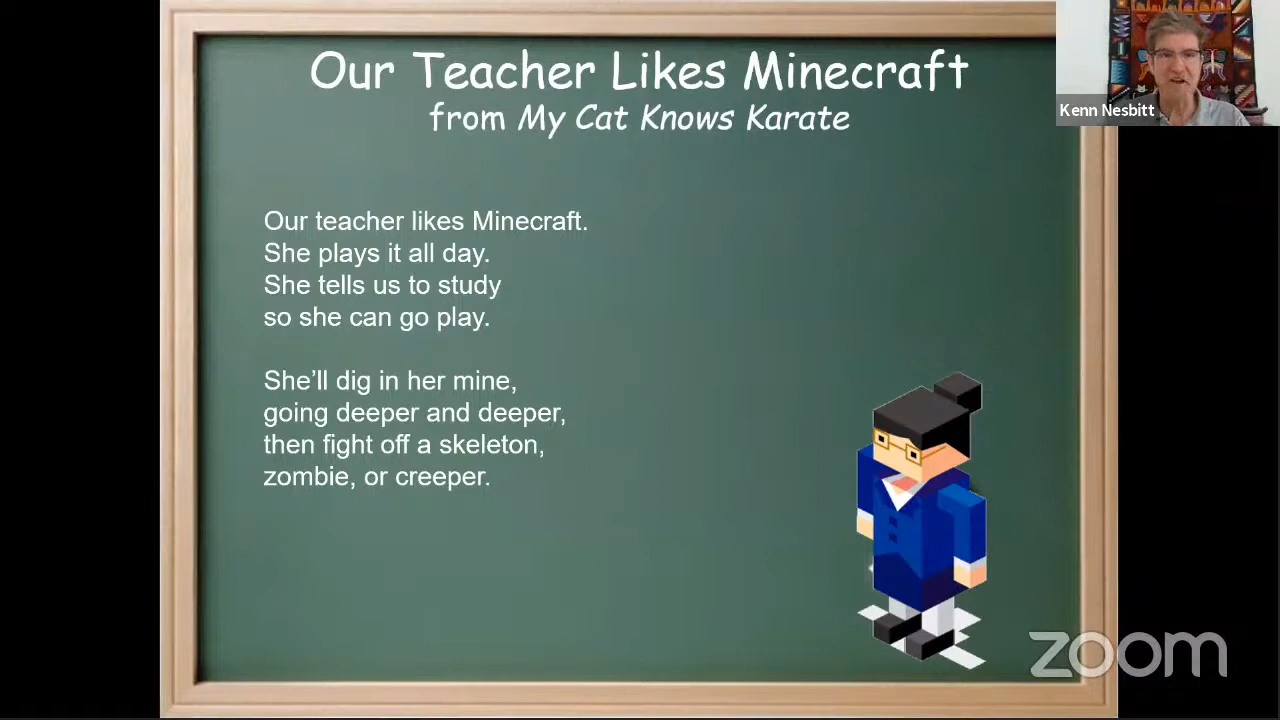 Our Teacher Likes Minecraft
from My Cat Knows Karate
Kenn Nesbitt
Our teacher likes Minecraft.
She plays it all day.
She tells us to study
so she can go play.
She’ll dig in her mine,
going deeper and deeper,
then fight off a skeleton,
zombie, or creeper.
zoom